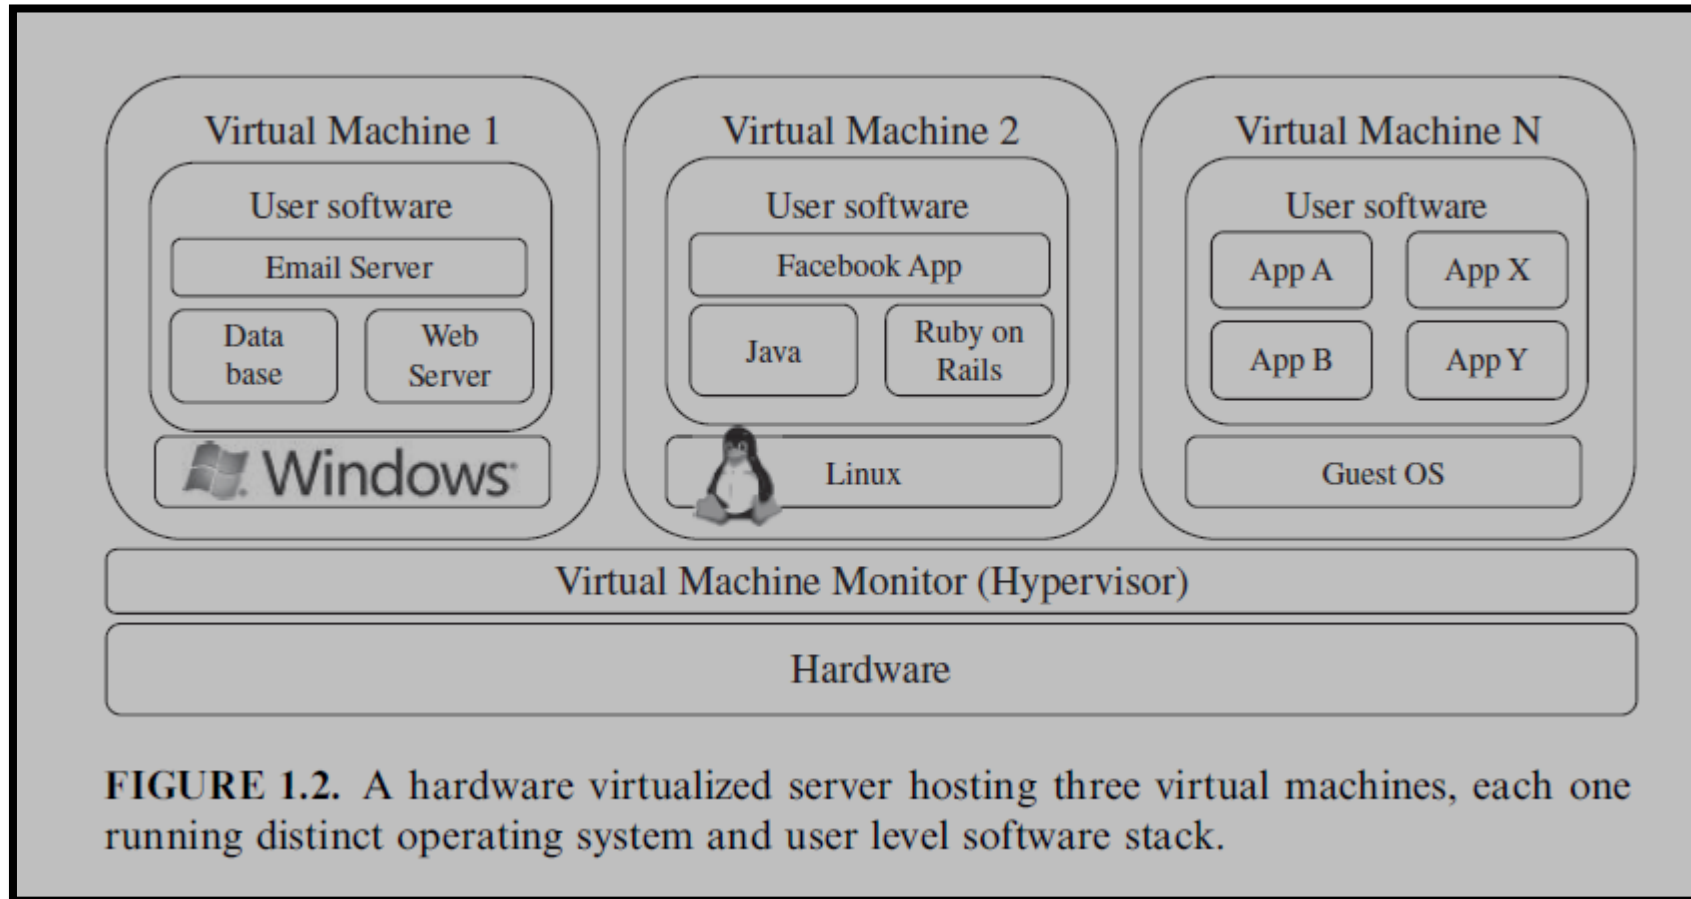 Virtual Machine 1
User software
Email Server
Data
base
Web
Server
Windows
Virtual Machine 2
User software
Facebook App
Java
Ruby on
Rails
Linux
Virtual Machine N
User software
App A
App X
App B
App Y
Guest OS
Virtual Machine Monitor (Hypervisor)
Hardware
FIGURE 1.2. A hardware virtualized server hosting three virtual machines, each one
running distinct operating system and user level software stack.